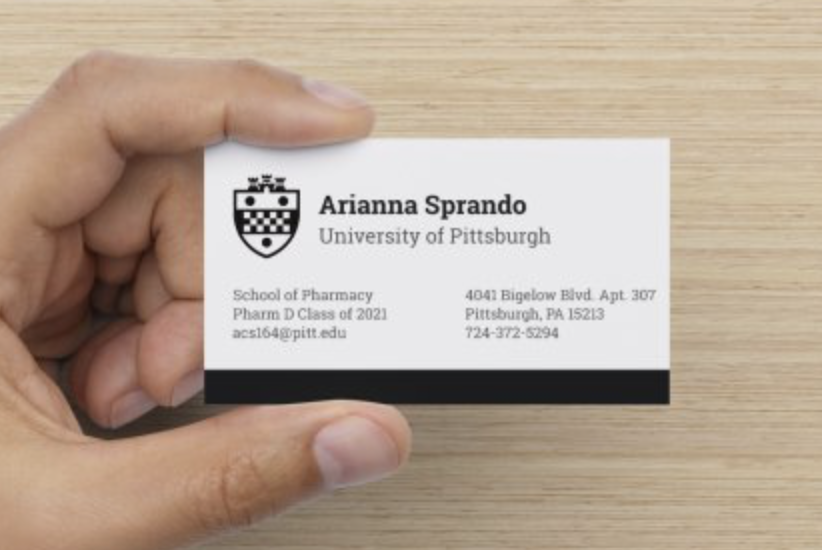 Arianna Sprando
University of Pittsburgh
School of Pharmacy
Pharm D Class of 2021
acs164@pitt.edu
4041 Bigelow Blvd. Apt. 307
Pittsburgh, PA 15213
724-372-5294